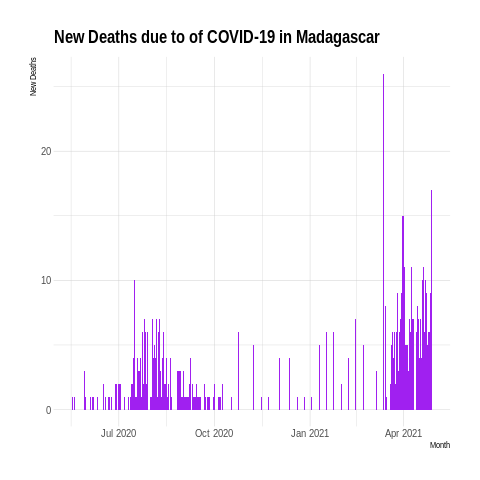 New Deaths due to of COVID-19 in Madagascar
New Deaths
20
10
0
Jul 2020 Oct 2020 Jan 2021 Apr 2021
Month